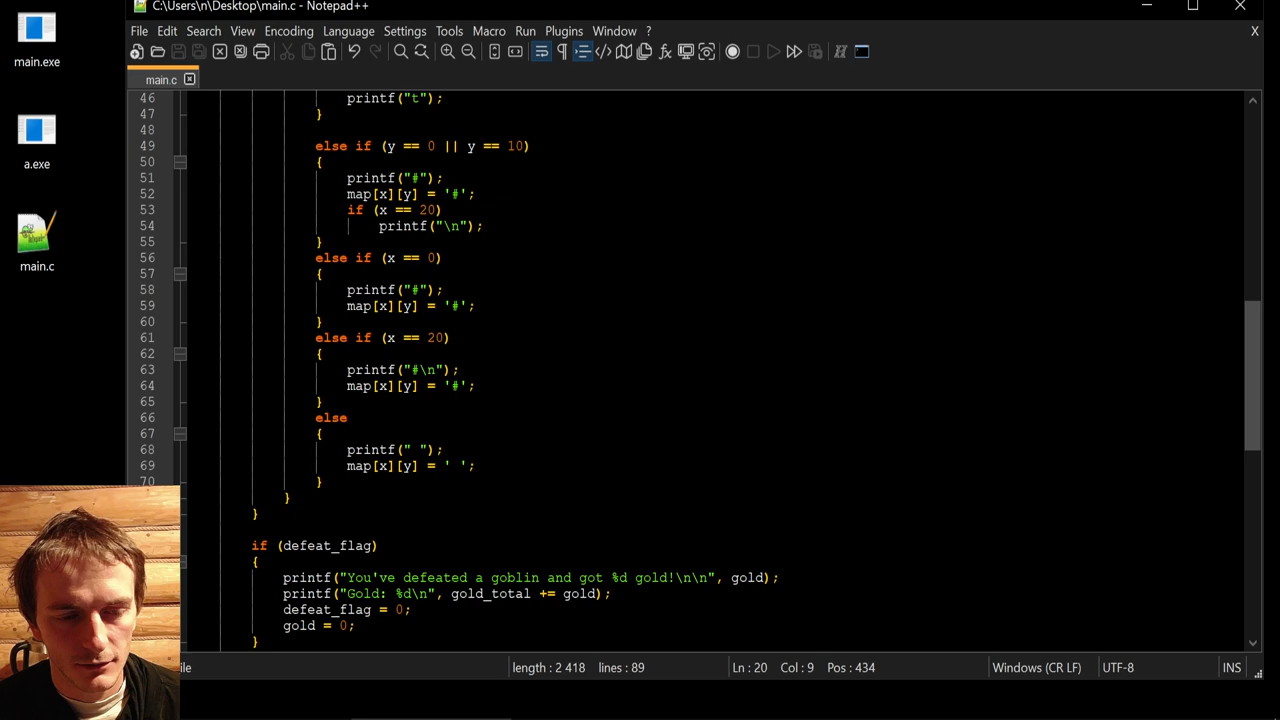 C:\Users\n\Desktop\main.c - Notepad++
main.exe
a.exe
main.c
File Edit Search View Encoding Language Settings Tools Macro Run Plugins Window ? X
main.c
46 printf("t");
47 }
48
49 else if (y == 0 || y == 10)
50 {
51 printf("#");
52 map[x][y] = '#';
53 if (x == 20)
54 printf("\n");
55 }
56 else if (x == 0)
57 {
58 printf("#");
59 map[x][y] = '#';
60 }
61 else if (x == 20)
62 {
63 printf("#\n");
64 map[x][y] = '#';
65 }
66 else
67 {
68 printf(" ");
69 map[x][y] = ' ';
70 }
}
}
if (defeat_flag)
{
printf("You've defeated a goblin and got %d gold!\n\n", gold);
printf("Gold: %d\n", gold_total += gold);
defeat_flag = 0;
gold = 0;
}
length : 2 418 lines : 89 Ln : 20 Col : 9 Pos : 434 Windows (CR LF) UTF-8 INS